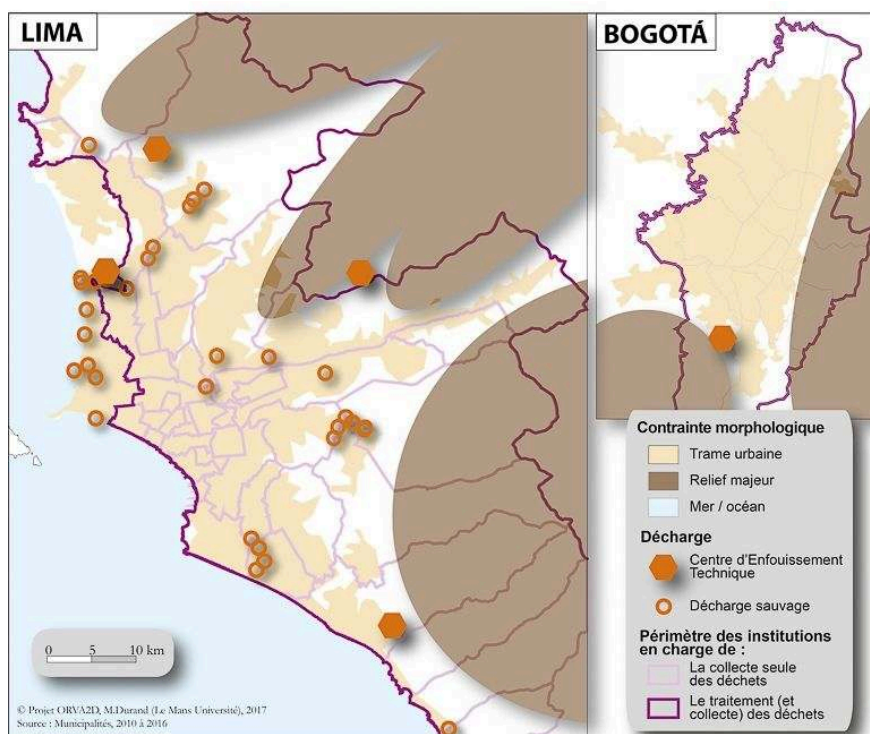 LIMA
BOGOTÁ
Contrainte morphologique
Trame urbaine
Relief majeur
Mer / océan
Décharge
Centre d'Enfouissement
Technique
Décharge sauvage
Périmètre des institutions
en charge de :
La collecte seule
des déchets
Le traitement (et
collecte) des déchets
0 5 10 km
© Projet ORVA2D, M.Durand (Le Mans Université), 2017
Source : Municipalités, 2010 à 2016